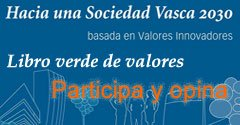 Hacia una Sociedad Vasca 2030
basada en Valores Innovadores
Libro verde de valores
Participa y opina